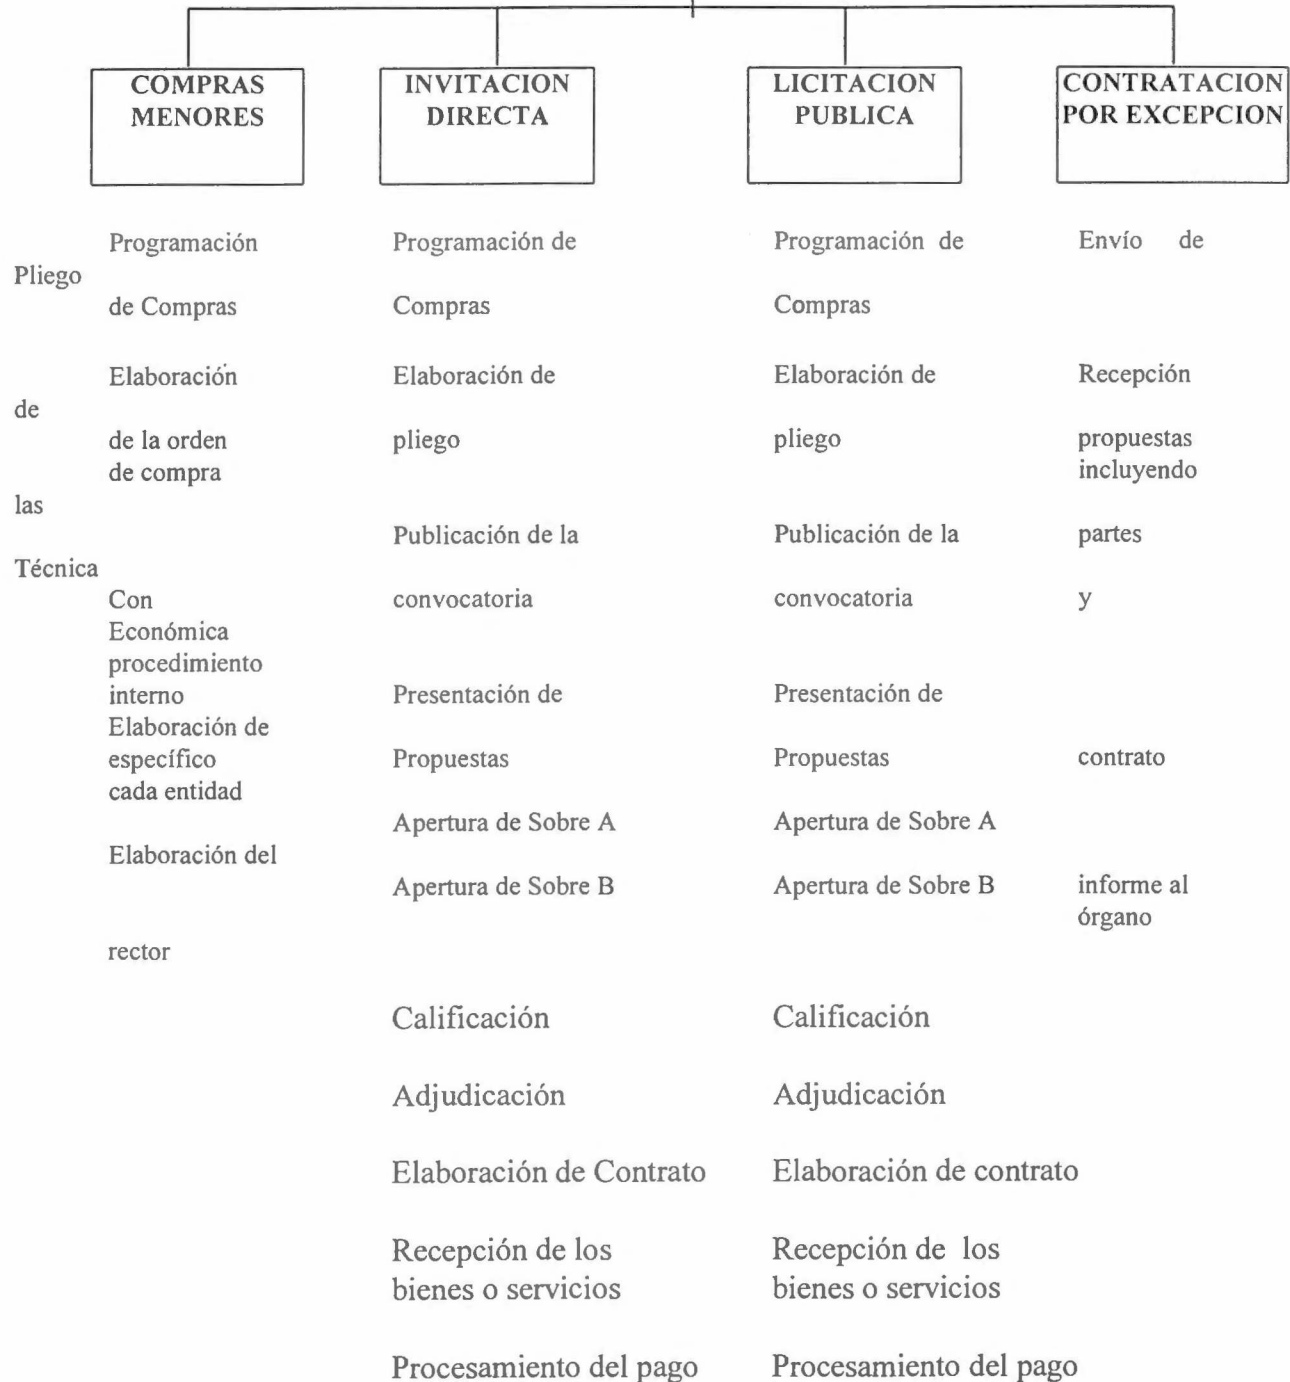 COMPRAS MENORES
INVITACION DIRECTA
LICITACION PUBLICA
CONTRATACION POR EXCEPCION
Programación Programación de Programación de Envío de
Pliego
de Compras Compras Compras
Elaboración Elaboración de Elaboración de Recepción
de
de la orden pliego pliego propuestas
de compra incluyendo
las
Publicación de la Publicación de la partes
Técnica
Con convocatoria convocatoria y
Económica
procedimiento
interno Presentación de Presentación de
Elaboración de
específico Propuestas Propuestas contrato
cada entidad
Apertura de Sobre A Apertura de Sobre A
Elaboración del
Apertura de Sobre B Apertura de Sobre B informe al
órgano
rector
Calificación Calificación
Adjudicación Adjudicación
Elaboración de Contrato Elaboración de contrato
Recepción de los Recepción de los
bienes o servicios bienes o servicios
Procesamiento del pago Procesamiento del pago